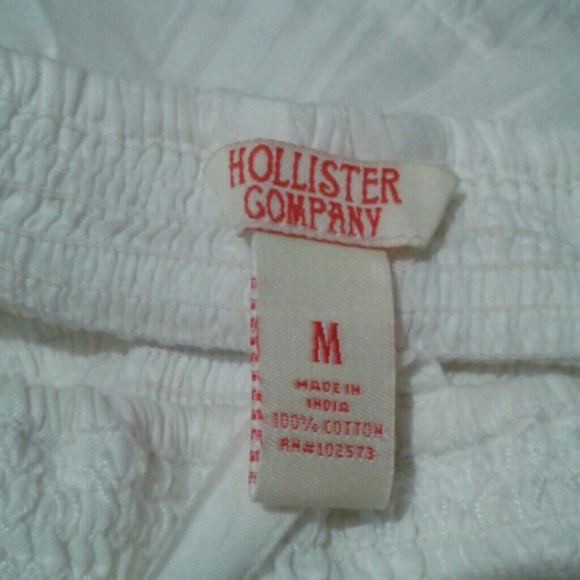 HOLLISTER
COMPANY
M
MADE IN
INDIA
100% COTTON
RN#102573